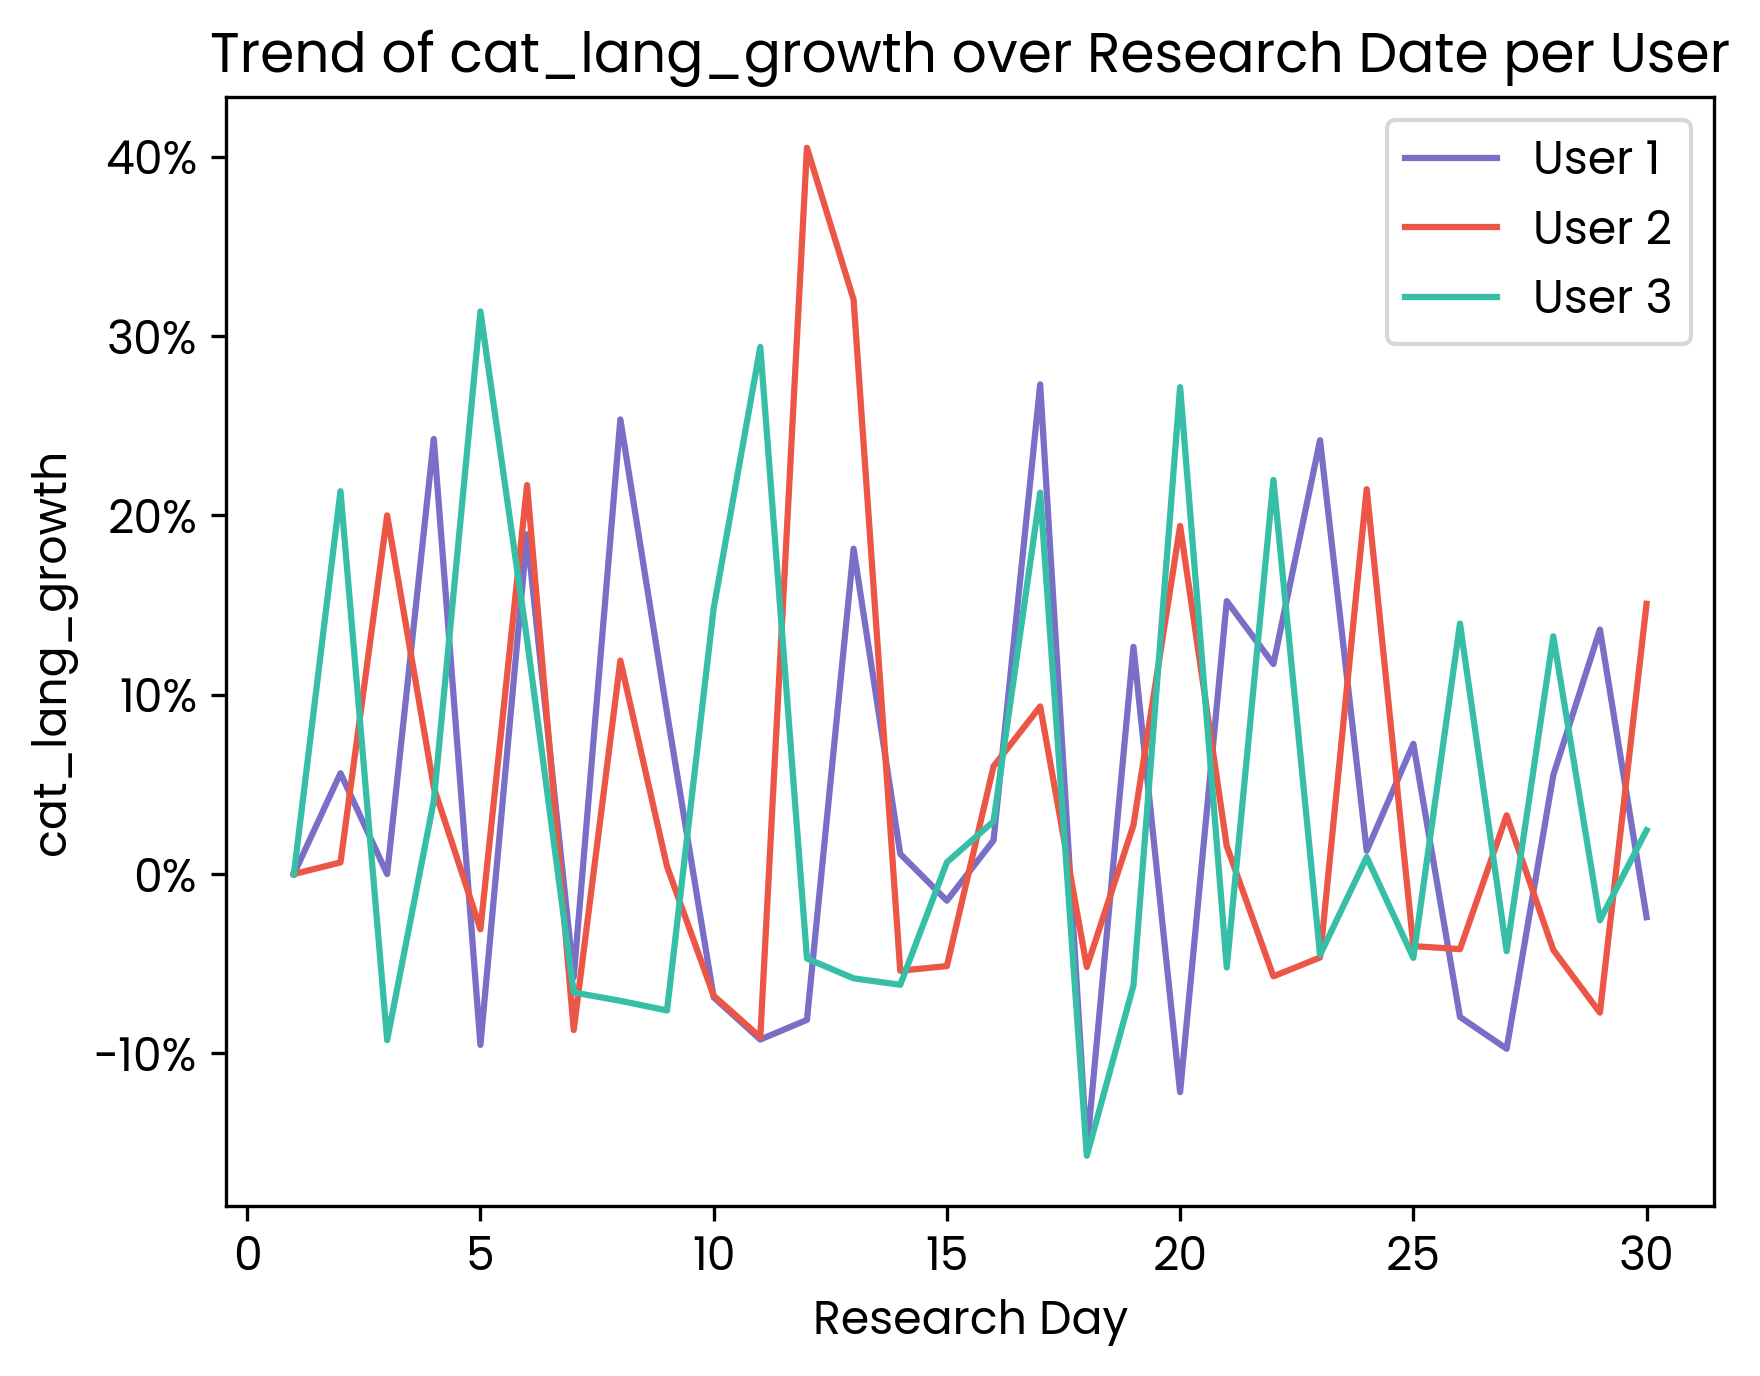 Trend of cat_lang_growth over Research Date per User
User 1
User 2
User 3
cat_lang_growth
40%
30%
20%
10%
0%
-10%
0 5 10 15 20 25 30
Research Day